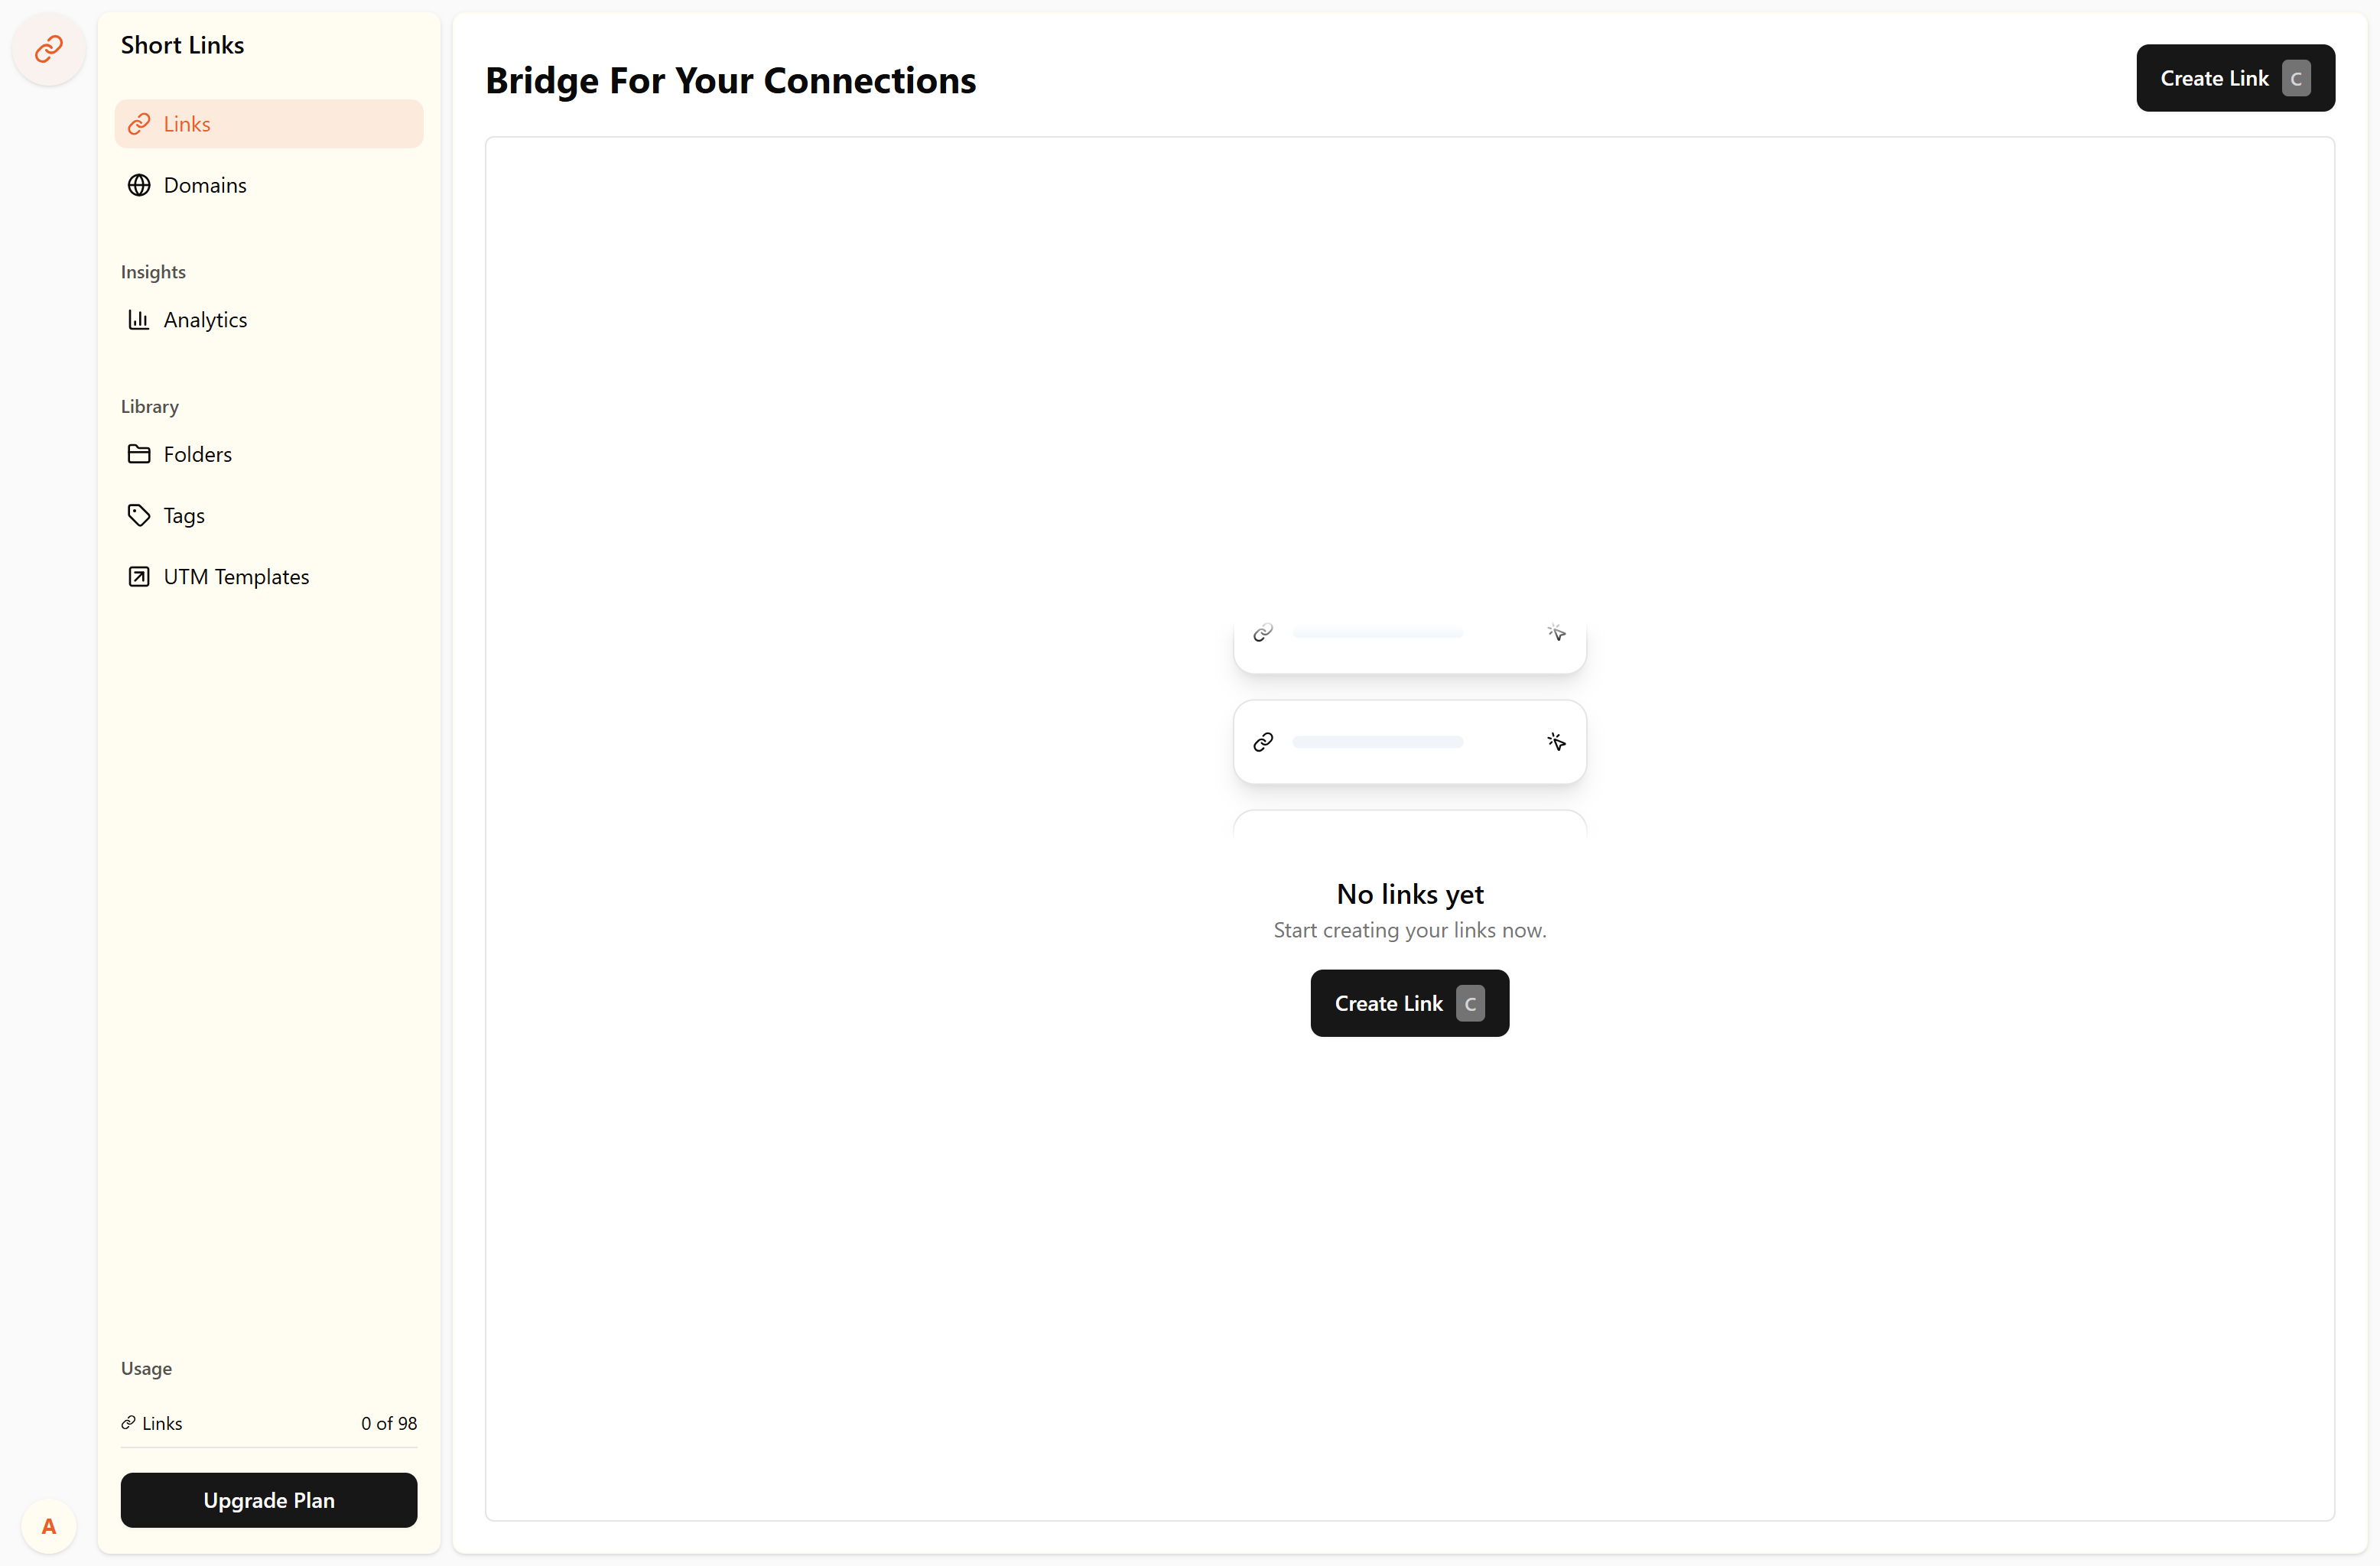 Short Links
Links
Domains
Insights
Analytics
Library
Folders
Tags
UTM Templates
Usage
Links 0 of 98
Upgrade Plan
A
Bridge For Your Connections
Create Link C
No links yet
Start creating your links now.
Create Link C